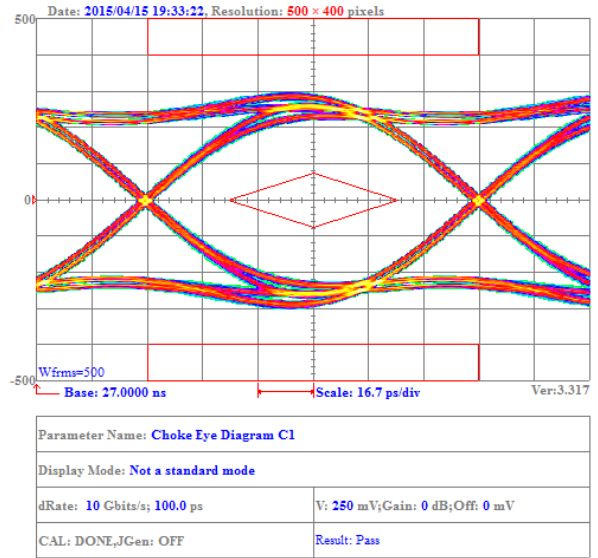 Date: 2015/04/15 19:33:22, Resolution: 500 × 400 pixels
500
0
-500
Wfrms=500
Base: 27.0000 ns Scale: 16.7 ps/div Ver:3.317
Parameter Name: Choke Eye Diagram C1
Display Mode: Not a standard mode
dRate: 10 Gbits/s; 100.0 ps V: 250 mV;Gain: 0 dB;Off: 0 mV
CAL: DONE,JGen: OFF Result: Pass